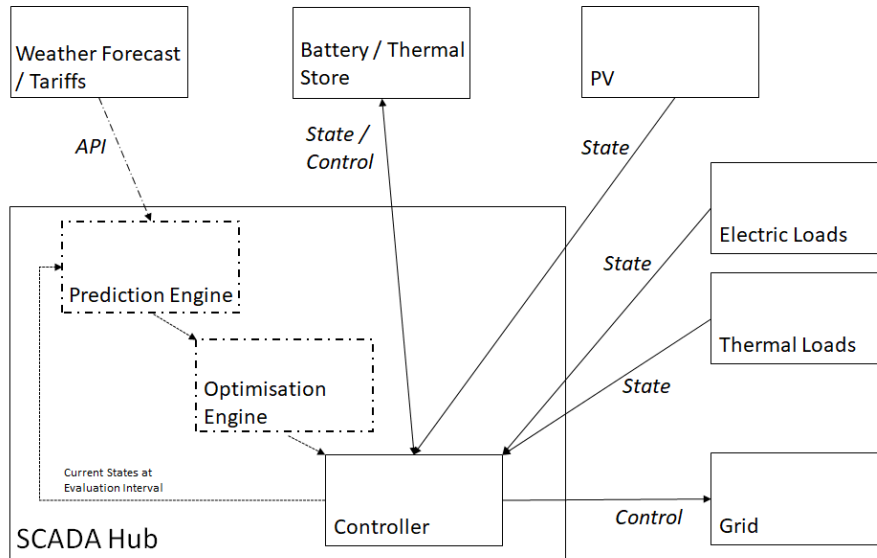 Weather Forecast
/ Tariffs
Battery / Thermal
Store
PV
API
State /
Control
State
Electric Loads
State
Prediction Engine
Thermal Loads
Optimisation
Engine
State
Current States at
Evaluation Interval
SCADA Hub
Controller
Control
Grid